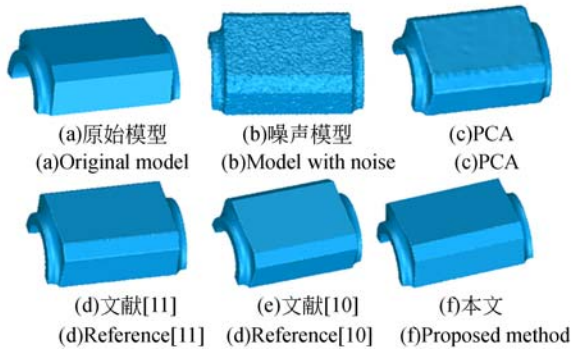 (a)原始模型 (b)噪声模型 (c)PCA
(a)Original model (b)Model with noise (c)PCA
(d)文献[11] (e)文献[10] (f)本文
(d)Reference[11] (d)Reference[10] (f)Proposed method